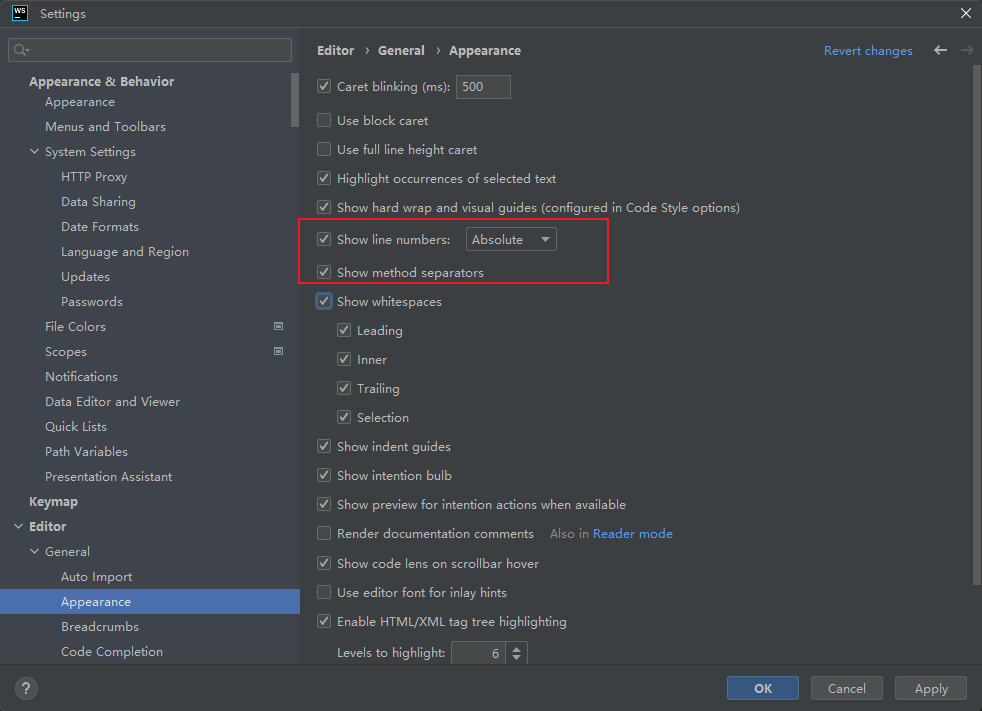 WS Settings
Appearance & Behavior
Appearance
Menus and Toolbars
System Settings
HTTP Proxy
Data Sharing
Date Formats
Language and Region
Updates
Passwords
File Colors
Scopes
Notifications
Data Editor and Viewer
Quick Lists
Path Variables
Presentation Assistant
Keymap
Editor
General
Auto Import
Appearance
Breadcrumbs
Code Completion
Editor › General › Appearance
Revert changes
Caret blinking (ms): 500
Use block caret
Use full line height caret
Highlight occurrences of selected text
Show hard wrap and visual guides (configured in Code Style options)
Show line numbers: Absolute
Show method separators
Show whitespaces
Leading
Inner
Trailing
Selection
Show indent guides
Show intention bulb
Show preview for intention actions when available
Render documentation comments Also in Reader mode
Show code lens on scrollbar hover
Use editor font for inlay hints
Enable HTML/XML tag tree highlighting
Levels to highlight: 6
?
OK
Cancel
Apply